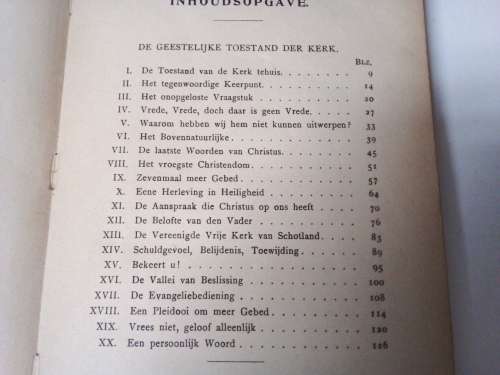 INHOUDSOPGAVE.
DE GEESTELIJKE TOESTAND DER KERK.
Blz.
I. De Toestand van de Kerk tehuis. . . . . . . . . 9
II. Het tegenwoordige Keerpunt. . . . . . . . . . 14
III. Het onopgeloste Vraagstuk . . . . . . . . . . 20
IV. Vrede, Vrede, doch daar is geen Vrede. . . . . . 27
V. Waarom hebben wij hem niet kunnen uitwerpen? 33
VI. Het Bovennatuurlijke. . . . . . . . . . . . 39
VII. De laatste Woorden van Christus. . . . . . . . 45
VIII. Het vroegste Christendom. . . . . . . . . . . 51
IX. Zevenmaal meer Gebed. . . . . . . . . . . . 57
X. Eene Herleving in Heiligheid . . . . . . . . . 64
XI. De Aanspraak die Christus op ons heeft . . . . 70
XII. De Belofte van den Vader . . . . . . . . . . 76
XIII. De Vereenigde Vrije Kerk van Schotland. . . . . 83
XIV. Schuldgevoel, Belijdenis, Toewijding. . . . . . . 89
XV. Bekeert u! . . . . . . . . . . . . . . . 95
XVI. De Vallei van Beslissing . . . . . . . . . . 100
XVII. De Evangeliebediening . . . . . . . . . . . 108
XVIII. Een Pleidooi om meer Gebed. . . . . . . . . 114
XIX. Vrees niet, geloof alleenlijk . . . . . . . . . 120
XX. Een persoonlijk Woord . . . . . . . . . . . 126